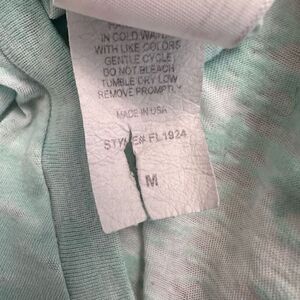 IN COLD WATER
WITH LIKE COLORS
GENTLE CYCLE
DO NOT BLEACH
TUMBLE DRY LOW
REMOVE PROMPTLY
MADE IN USA
STYLE# FL1924
M